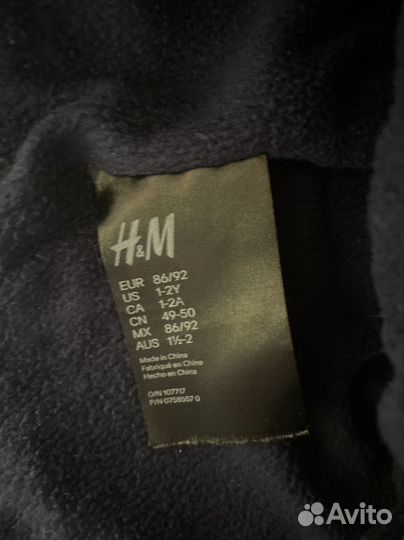 H&M
EUR 86/92
US 1-2Y
CA 1-2A
CN 49-50
MX 86/92
AUS 1½-2
Made in China
Fabriqué en Chine
Hecho en China
O/N 107717
P/N 0758557 Q
Avito